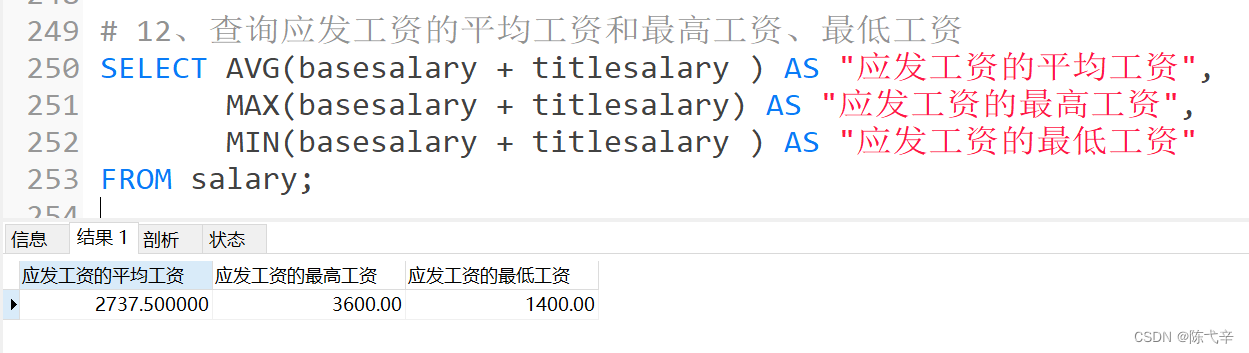 248
249 # 12、查询应发工资的平均工资和最高工资、最低工资
250 SELECT AVG(basesalary + titlesalary ) AS "应发工资的平均工资",
251 MAX(basesalary + titlesalary) AS "应发工资的最高工资",
252 MIN(basesalary + titlesalary ) AS "应发工资的最低工资"
253 FROM salary;
254
信息 结果 1 剖析 状态
应发工资的平均工资 应发工资的最高工资 应发工资的最低工资
2737.500000 3600.00 1400.00
CSDN @陈弋辛